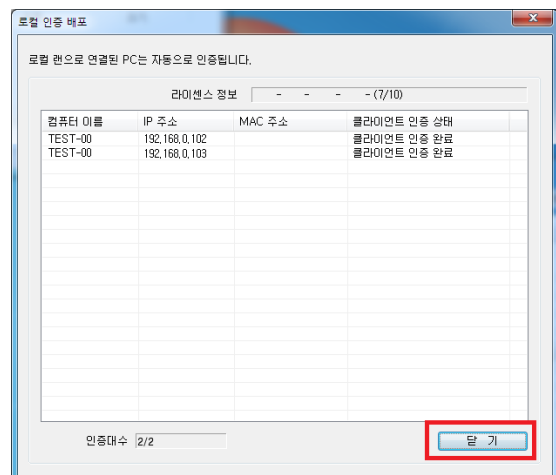 로컬 인증 배포
로컬 랜으로 연결된 PC는 자동으로 인증됩니다.
라이센스 정보 - - - - (7/10)
컴퓨터 이름 IP 주소 MAC 주소 클라이언트 인증 상태
TEST-00 192,168,0,102 클라이언트 인증 완료
TEST-00 192,168,0,103 클라이언트 인증 완료
인증대수 2/2 닫 기